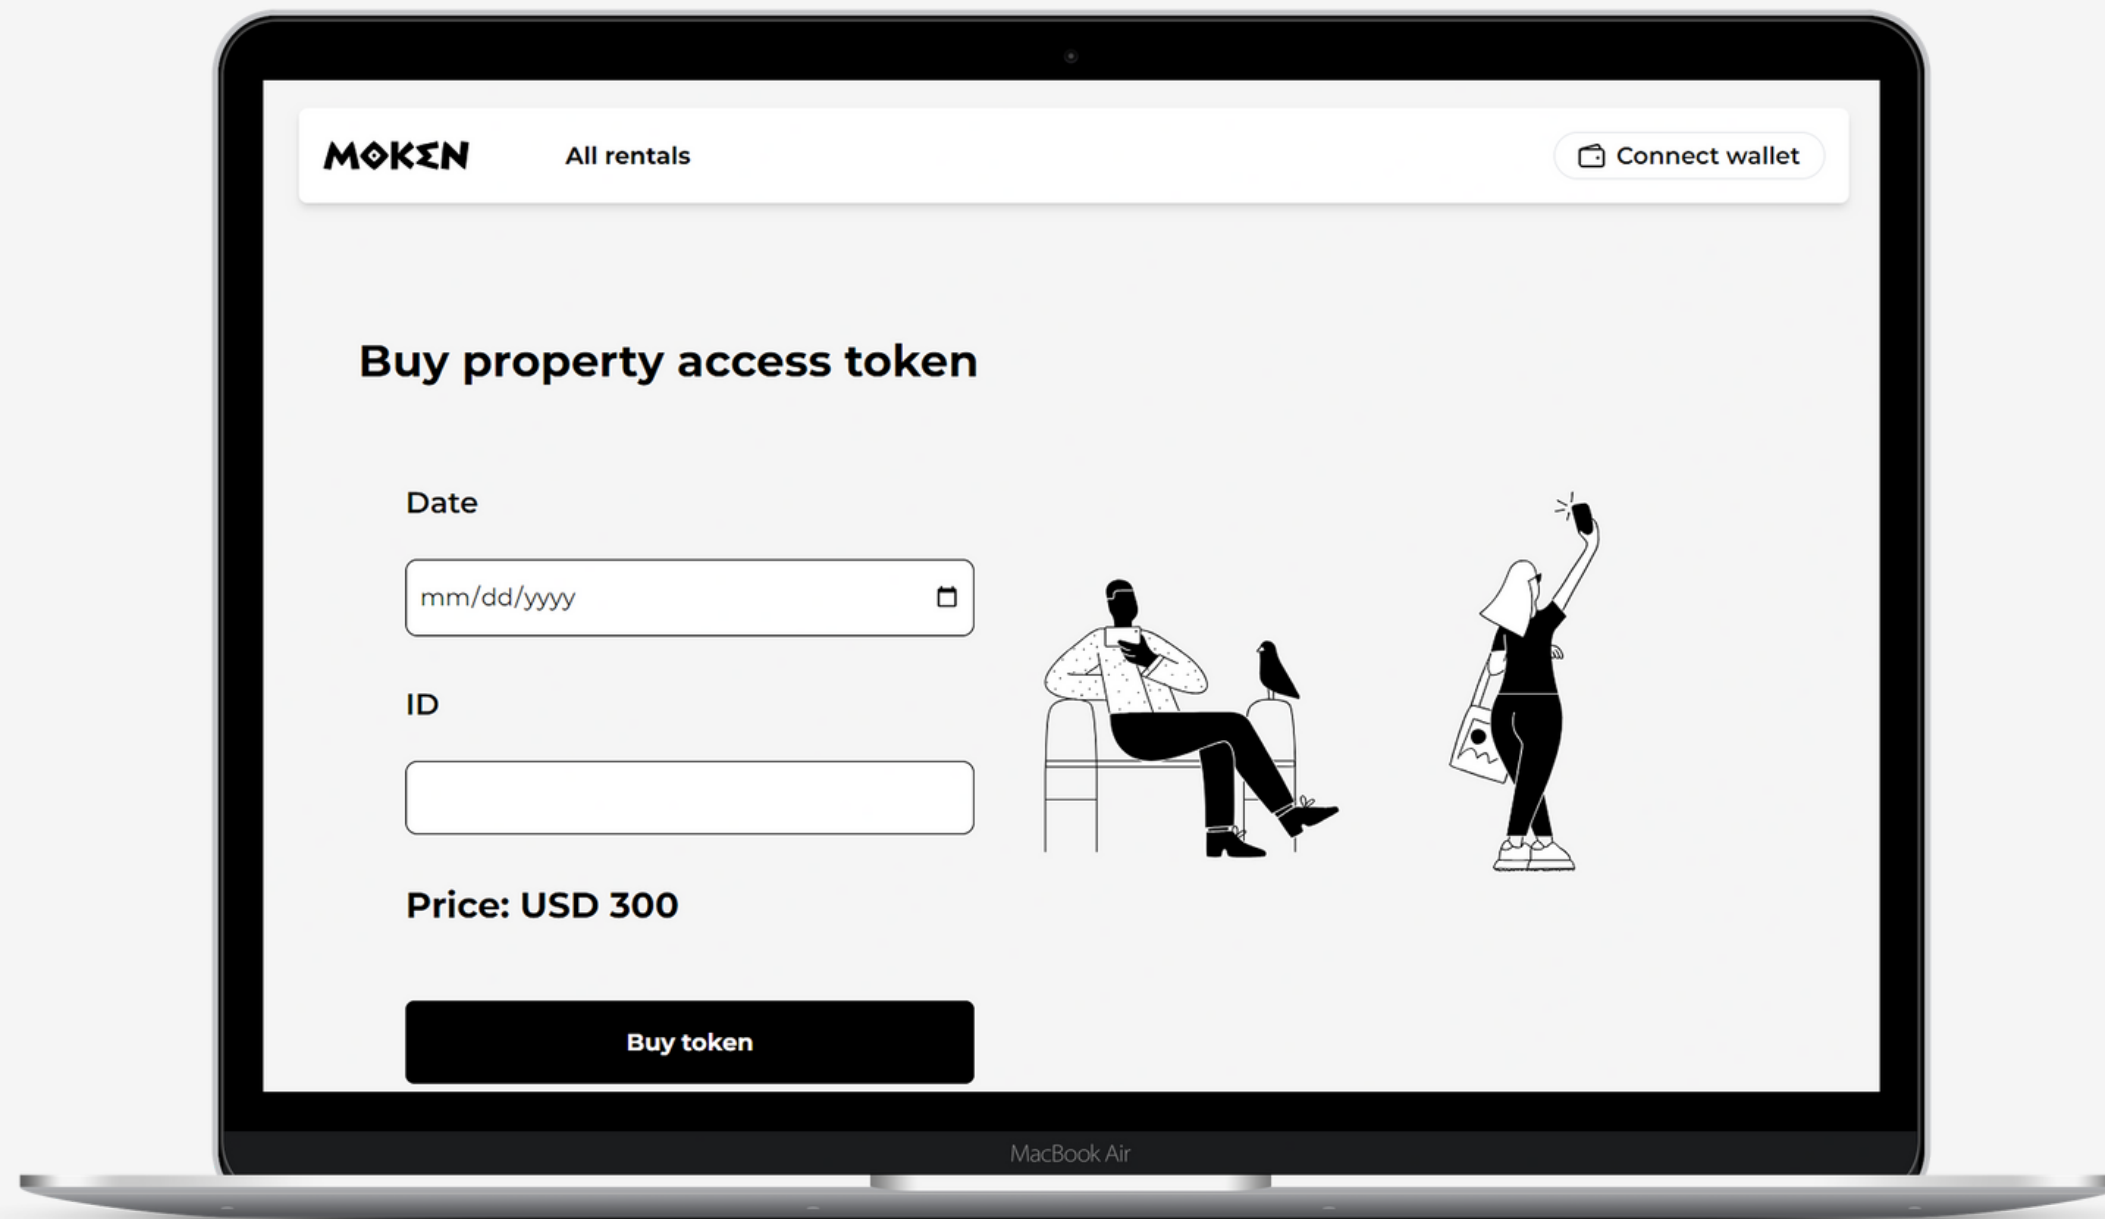 MOKEN
All rentals
Connect wallet
Buy property access token
Date
mm/dd/yyyy
ID
Price: USD 300
Buy token
MacBook Air